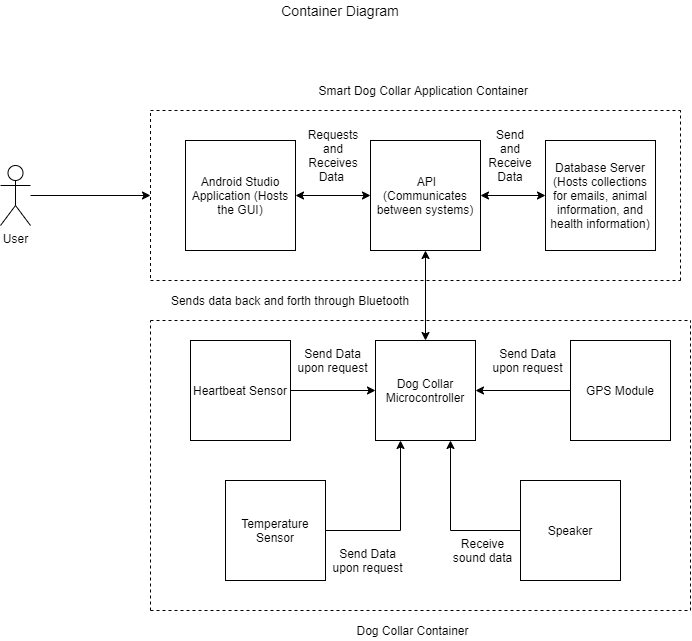 Container Diagram
Smart Dog Collar Application Container
Requests
and
Receives
Data
Send
and
Receive
Data
Android Studio
Application (Hosts
the GUI)
API
(Communicates
between systems)
Database Server
(Hosts collections
for emails, animal
information, and
health information)
User
Sends data back and forth through Bluetooth
Heartbeat Sensor
Send Data
upon request
Dog Collar
Microcontroller
Send Data
upon request
GPS Module
Temperature
Sensor
Send Data
upon request
Receive
sound data
Speaker
Dog Collar Container